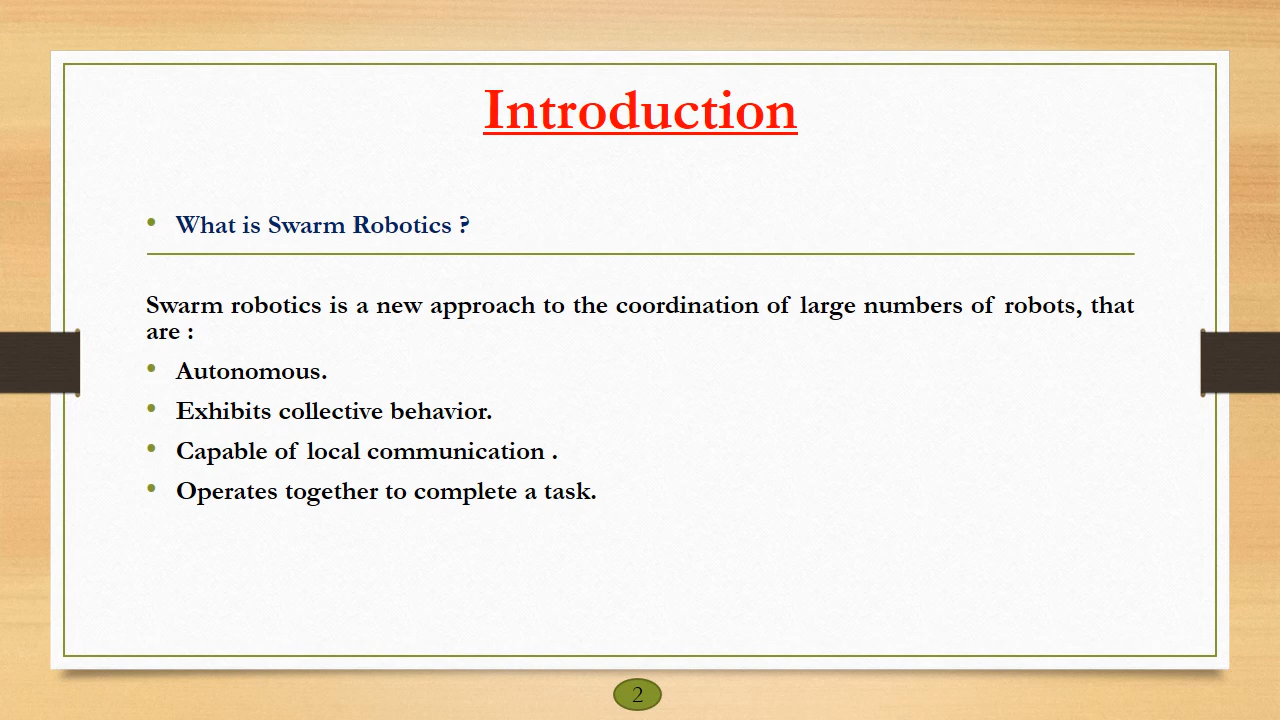 Introduction
• What is Swarm Robotics ?
Swarm robotics is a new approach to the coordination of large numbers of robots, that
are :
• Autonomous.
• Exhibits collective behavior.
• Capable of local communication .
• Operates together to complete a task.
2